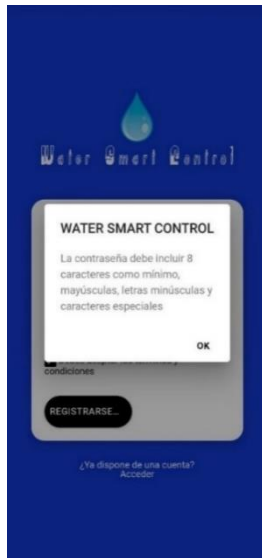 Water Smart Control
WATER SMART CONTROL
La contraseña debe incluir 8
caracteres como mínimo,
mayúsculas, letras minúsculas y
caracteres especiales
OK
condiciones
REGISTRARSE...
¿Ya dispone de una cuenta?
Acceder